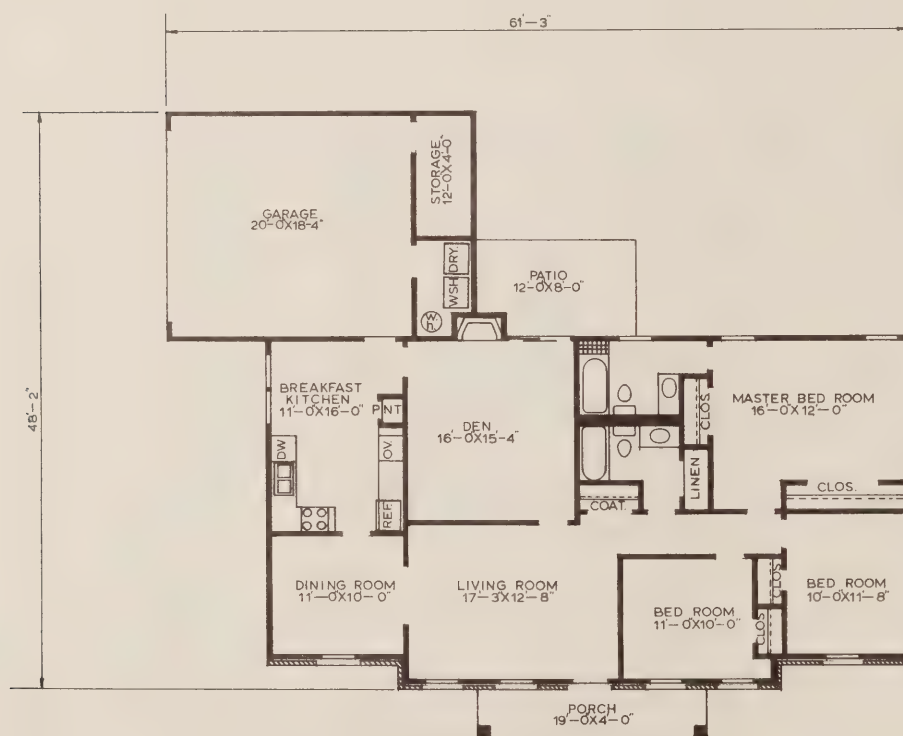 61'-3"
48'-2"
GARAGE
20'-0"X18'-4"
STORAGE
12'-0"X4'-0"
DRY.
WSH
W.
H.
PATIO
12'-0"X8'-0"
BREAKFAST
KITCHEN
11'-0"X16'-0"
PNT
OV
DW
REF.
DEN
16'-0"X15'-4"
CLOS.
MASTER BED ROOM
16'-0"X12'-0"
LINEN
CLOS.
COAT.
DINING ROOM
11'-0"X10'-0"
LIVING ROOM
17'-3"X12'-8"
BED ROOM
11'-0"X10'-0"
CLOS.
CLOS.
BED ROOM
10'-0"X11'-8"
PORCH
19'-0"X4'-0"